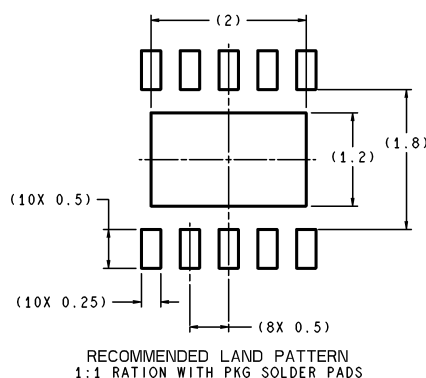 (2)
(1.2)
(1.8)
(10X 0.5)
(10X 0.25)
(8X 0.5)
RECOMMENDED LAND PATTERN
1:1 RATION WITH PKG SOLDER PADS